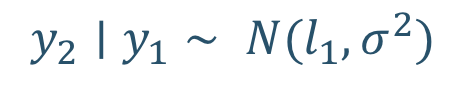 y₂ | y₁ ~ N(l₁, σ²)